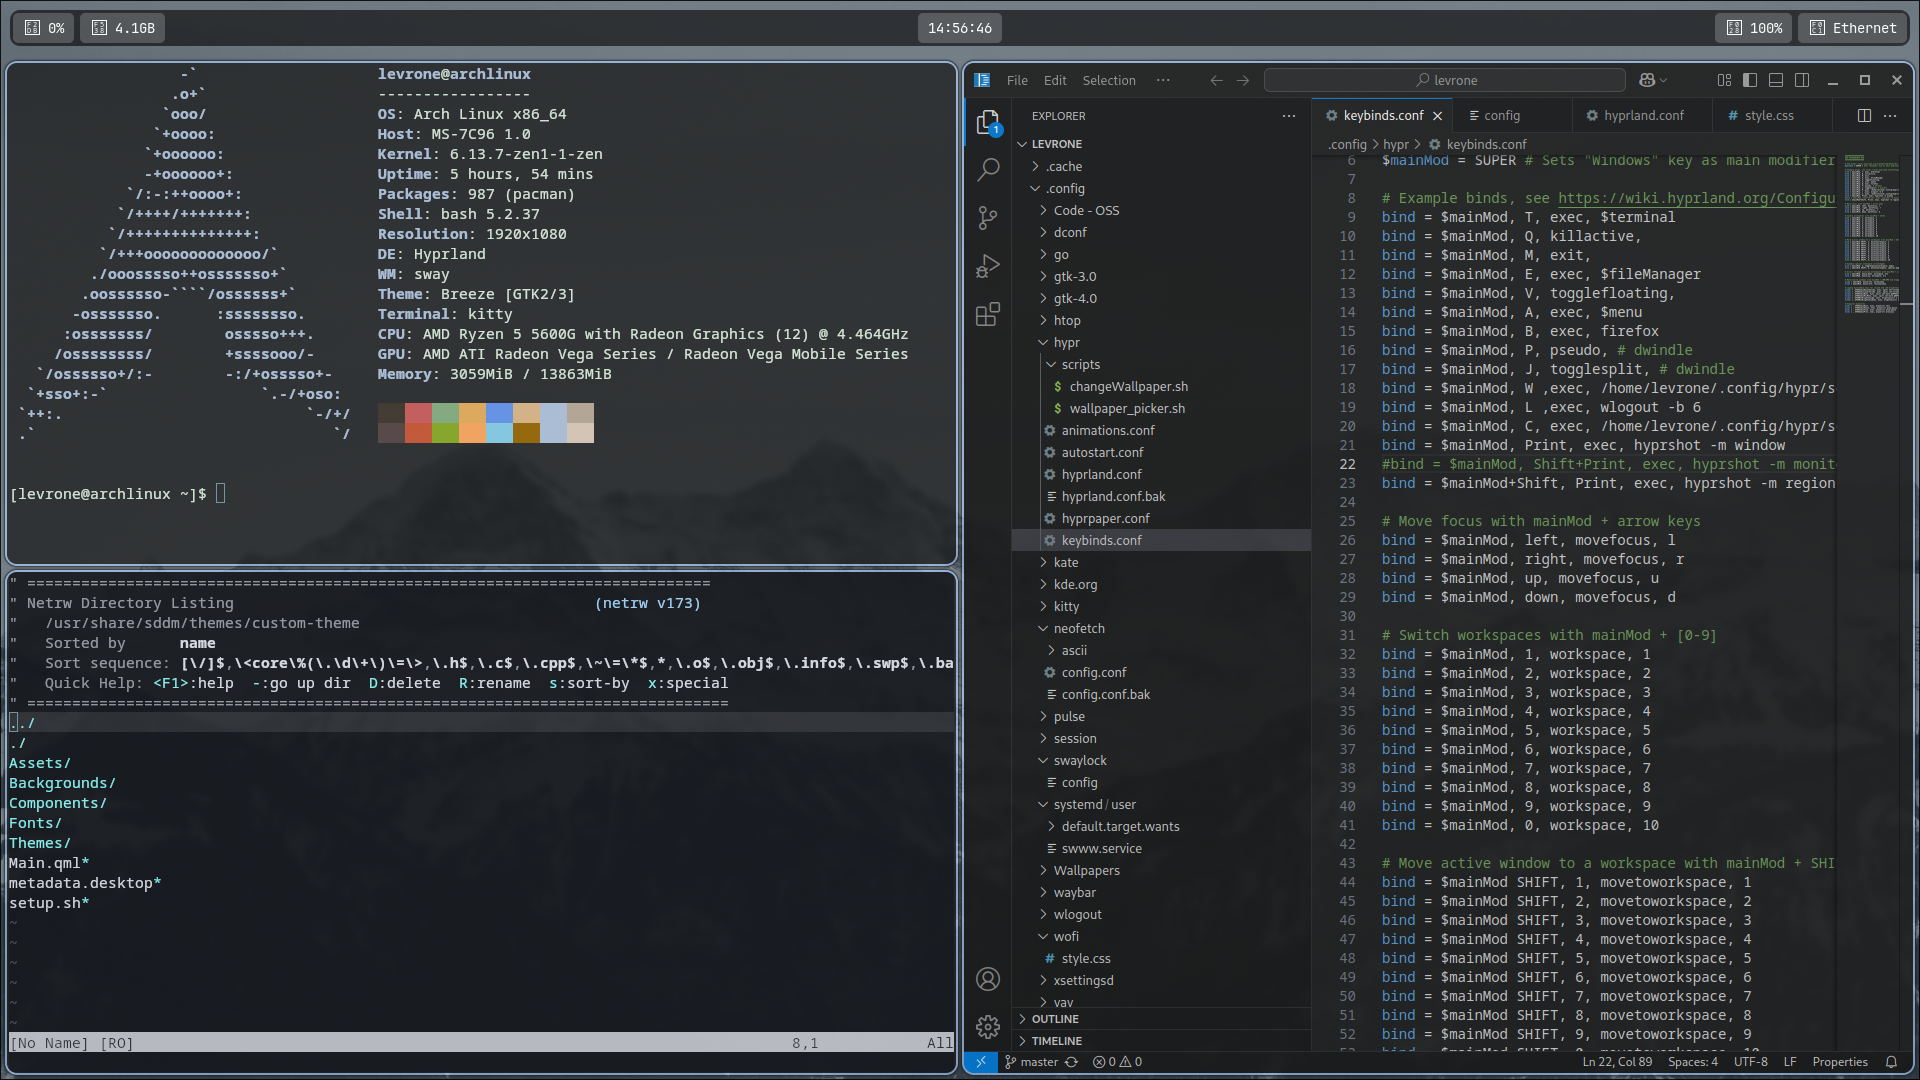 0%
4.1GB
14:56:46
100%
Ethernet
levrone@archlinux
-----------------
OS: Arch Linux x86_64
Host: MS-7C96 1.0
Kernel: 6.13.7-zen1-1-zen
Uptime: 5 hours, 54 mins
Packages: 987 (pacman)
Shell: bash 5.2.37
Resolution: 1920x1080
DE: Hyprland
WM: sway
Theme: Breeze [GTK2/3]
Terminal: kitty
CPU: AMD Ryzen 5 5600G with Radeon Graphics (12) @ 4.464GHz
GPU: AMD ATI Radeon Vega Series / Radeon Vega Mobile Series
Memory: 3059MiB / 13863MiB
[levrone@archlinux ~]$
" ============================================================================
" Netrw Directory Listing (netrw v173)
" /usr/share/sddm/themes/custom-theme
" Sorted by name
" Sort sequence: [\/]$,\<core\%(\.\d\+\)\=\>,\.h$,\.c$,\.cpp$,\~\=\*$,*,\.o$,\.obj$,\.info$,\.swp$,\.ba
" Quick Help: <F1>:help -:go up dir D:delete R:rename s:sort-by x:special
" ==============================================================================
../
./
Assets/
Backgrounds/
Components/
Fonts/
Themes/
Main.qml*
metadata.desktop*
setup.sh*
~
~
~
~
~
~
[No Name] [RO] 8,1 All
File Edit Selection ··· levrone
EXPLORER ···
1
LEVRONE
.cache
.config
Code - OSS
dconf
go
gtk-3.0
gtk-4.0
htop
hypr
scripts
$ changeWallpaper.sh
$ wallpaper_picker.sh
animations.conf
autostart.conf
hyprland.conf
hyprland.conf.bak
hyprpaper.conf
keybinds.conf
kate
kde.org
kitty
neofetch
ascii
config.conf
config.conf.bak
pulse
session
swaylock
config
systemd / user
default.target.wants
swww.service
Wallpapers
waybar
wlogout
wofi
# style.css
xsettingsd
yay
OUTLINE
TIMELINE
keybinds.conf config hyprland.conf # style.css ···
.config > hypr > keybinds.conf
6 $mainMod = SUPER # Sets "Windows" key as main modifier
7
8 # Example binds, see https://wiki.hyprland.org/Configu
9 bind = $mainMod, T, exec, $terminal
10 bind = $mainMod, Q, killactive,
11 bind = $mainMod, M, exit,
12 bind = $mainMod, E, exec, $fileManager
13 bind = $mainMod, V, togglefloating,
14 bind = $mainMod, A, exec, $menu
15 bind = $mainMod, B, exec, firefox
16 bind = $mainMod, P, pseudo, # dwindle
17 bind = $mainMod, J, togglesplit, # dwindle
18 bind = $mainMod, W ,exec, /home/levrone/.config/hypr/s
19 bind = $mainMod, L ,exec, wlogout -b 6
20 bind = $mainMod, C, exec, /home/levrone/.config/hypr/s
21 bind = $mainMod, Print, exec, hyprshot -m window
22 #bind = $mainMod, Shift+Print, exec, hyprshot -m monit
23 bind = $mainMod+Shift, Print, exec, hyprshot -m region
24
25 # Move focus with mainMod + arrow keys
26 bind = $mainMod, left, movefocus, l
27 bind = $mainMod, right, movefocus, r
28 bind = $mainMod, up, movefocus, u
29 bind = $mainMod, down, movefocus, d
30
31 # Switch workspaces with mainMod + [0-9]
32 bind = $mainMod, 1, workspace, 1
33 bind = $mainMod, 2, workspace, 2
34 bind = $mainMod, 3, workspace, 3
35 bind = $mainMod, 4, workspace, 4
36 bind = $mainMod, 5, workspace, 5
37 bind = $mainMod, 6, workspace, 6
38 bind = $mainMod, 7, workspace, 7
39 bind = $mainMod, 8, workspace, 8
40 bind = $mainMod, 9, workspace, 9
41 bind = $mainMod, 0, workspace, 10
42
43 # Move active window to a workspace with mainMod + SHI
44 bind = $mainMod SHIFT, 1, movetoworkspace, 1
45 bind = $mainMod SHIFT, 2, movetoworkspace, 2
46 bind = $mainMod SHIFT, 3, movetoworkspace, 3
47 bind = $mainMod SHIFT, 4, movetoworkspace, 4
48 bind = $mainMod SHIFT, 5, movetoworkspace, 5
49 bind = $mainMod SHIFT, 6, movetoworkspace, 6
50 bind = $mainMod SHIFT, 7, movetoworkspace, 7
51 bind = $mainMod SHIFT, 8, movetoworkspace, 8
52 bind = $mainMod SHIFT, 9, movetoworkspace, 9
master 0 0 Ln 22, Col 89 Spaces: 4 UTF-8 LF Properties